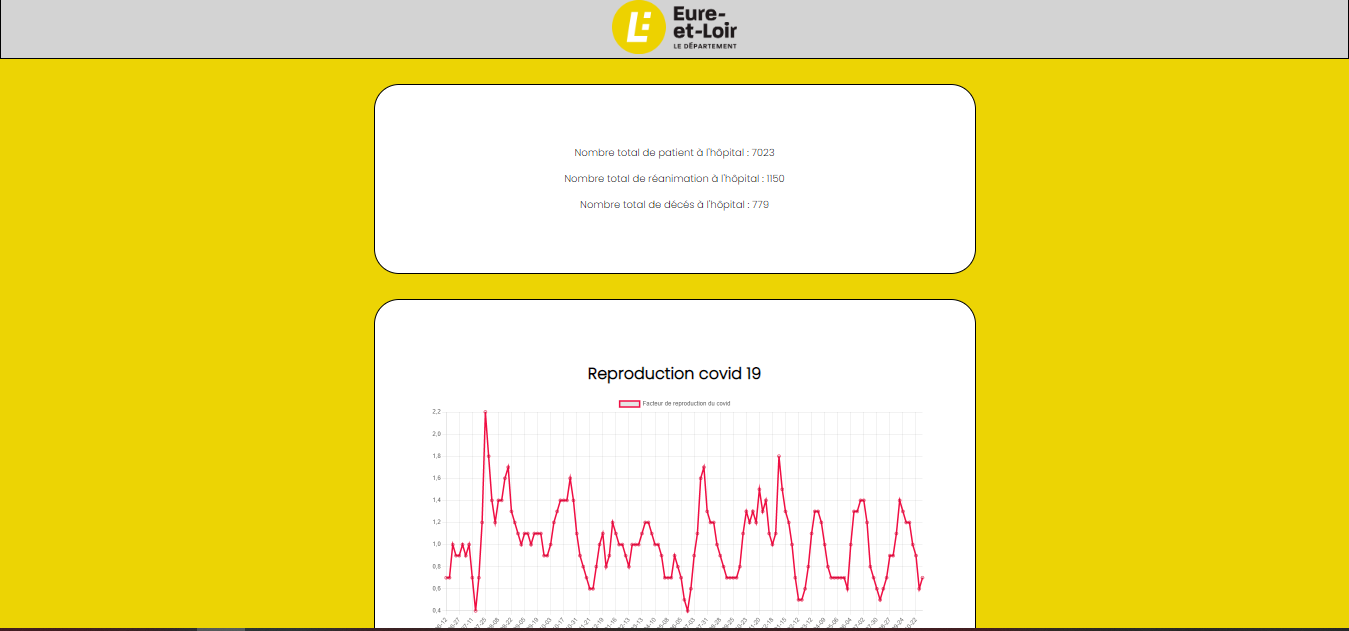 Eure-
et-Loir
LE DÉPARTEMENT
Nombre total de patient à l'hôpital : 7023
Nombre total de réanimation à l'hôpital : 1150
Nombre total de décés à l'hôpital : 779
Reproduction covid 19
Facteur de reproduction du covid
2,2
2,0
1,8
1,6
1,4
1,2
1,0
0,8
0,6
0,4